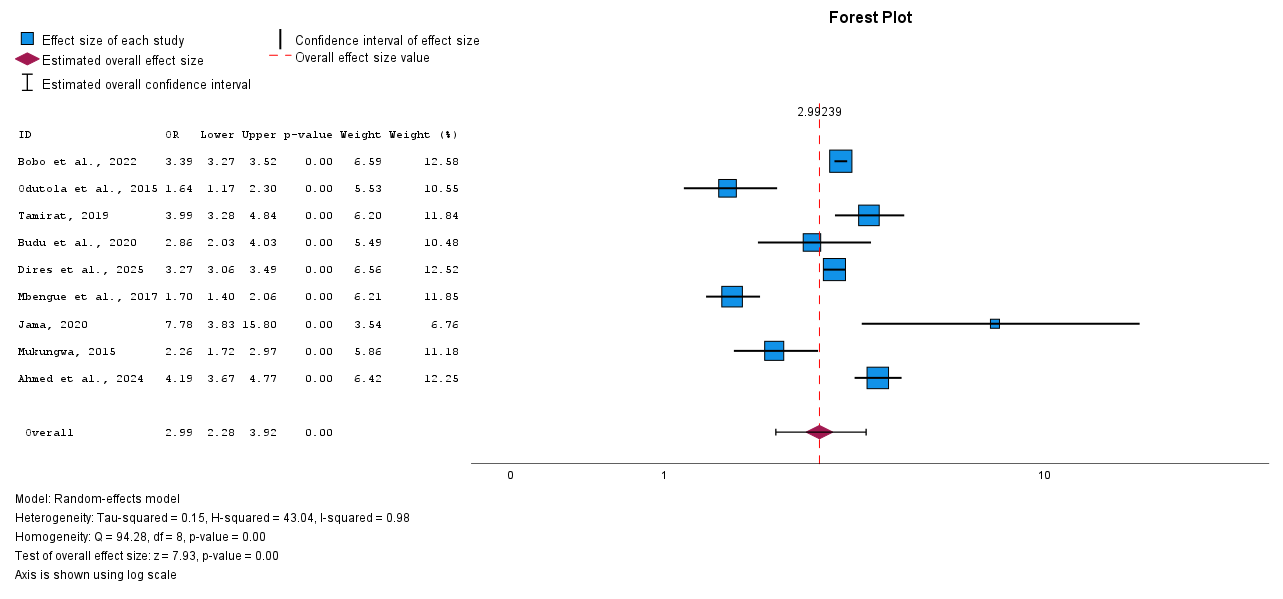 Forest Plot
Effect size of each study
Confidence interval of effect size
Estimated overall effect size
Overall effect size value
Estimated overall confidence interval
2.99239
ID OR Lower Upper p-value Weight Weight (%)
Bobo et al., 2022 3.39 3.27 3.52 0.00 6.59 12.58
Odutola et al., 2015 1.64 1.17 2.30 0.00 5.53 10.55
Tamirat, 2019 3.99 3.28 4.84 0.00 6.20 11.84
Budu et al., 2020 2.86 2.03 4.03 0.00 5.49 10.48
Dires et al., 2025 3.27 3.06 3.49 0.00 6.56 12.52
Mbengue et al., 2017 1.70 1.40 2.06 0.00 6.21 11.85
Jama, 2020 7.78 3.83 15.80 0.00 3.54 6.76
Mukungwa, 2015 2.26 1.72 2.97 0.00 5.86 11.18
Ahmed et al., 2024 4.19 3.67 4.77 0.00 6.42 12.25
Overall 2.99 2.28 3.92 0.00
0 1 10
Model: Random-effects model
Heterogeneity: Tau-squared = 0.15, H-squared = 43.04, I-squared = 0.98
Homogeneity: Q = 94.28, df = 8, p-value = 0.00
Test of overall effect size: z = 7.93, p-value = 0.00
Axis is shown using log scale